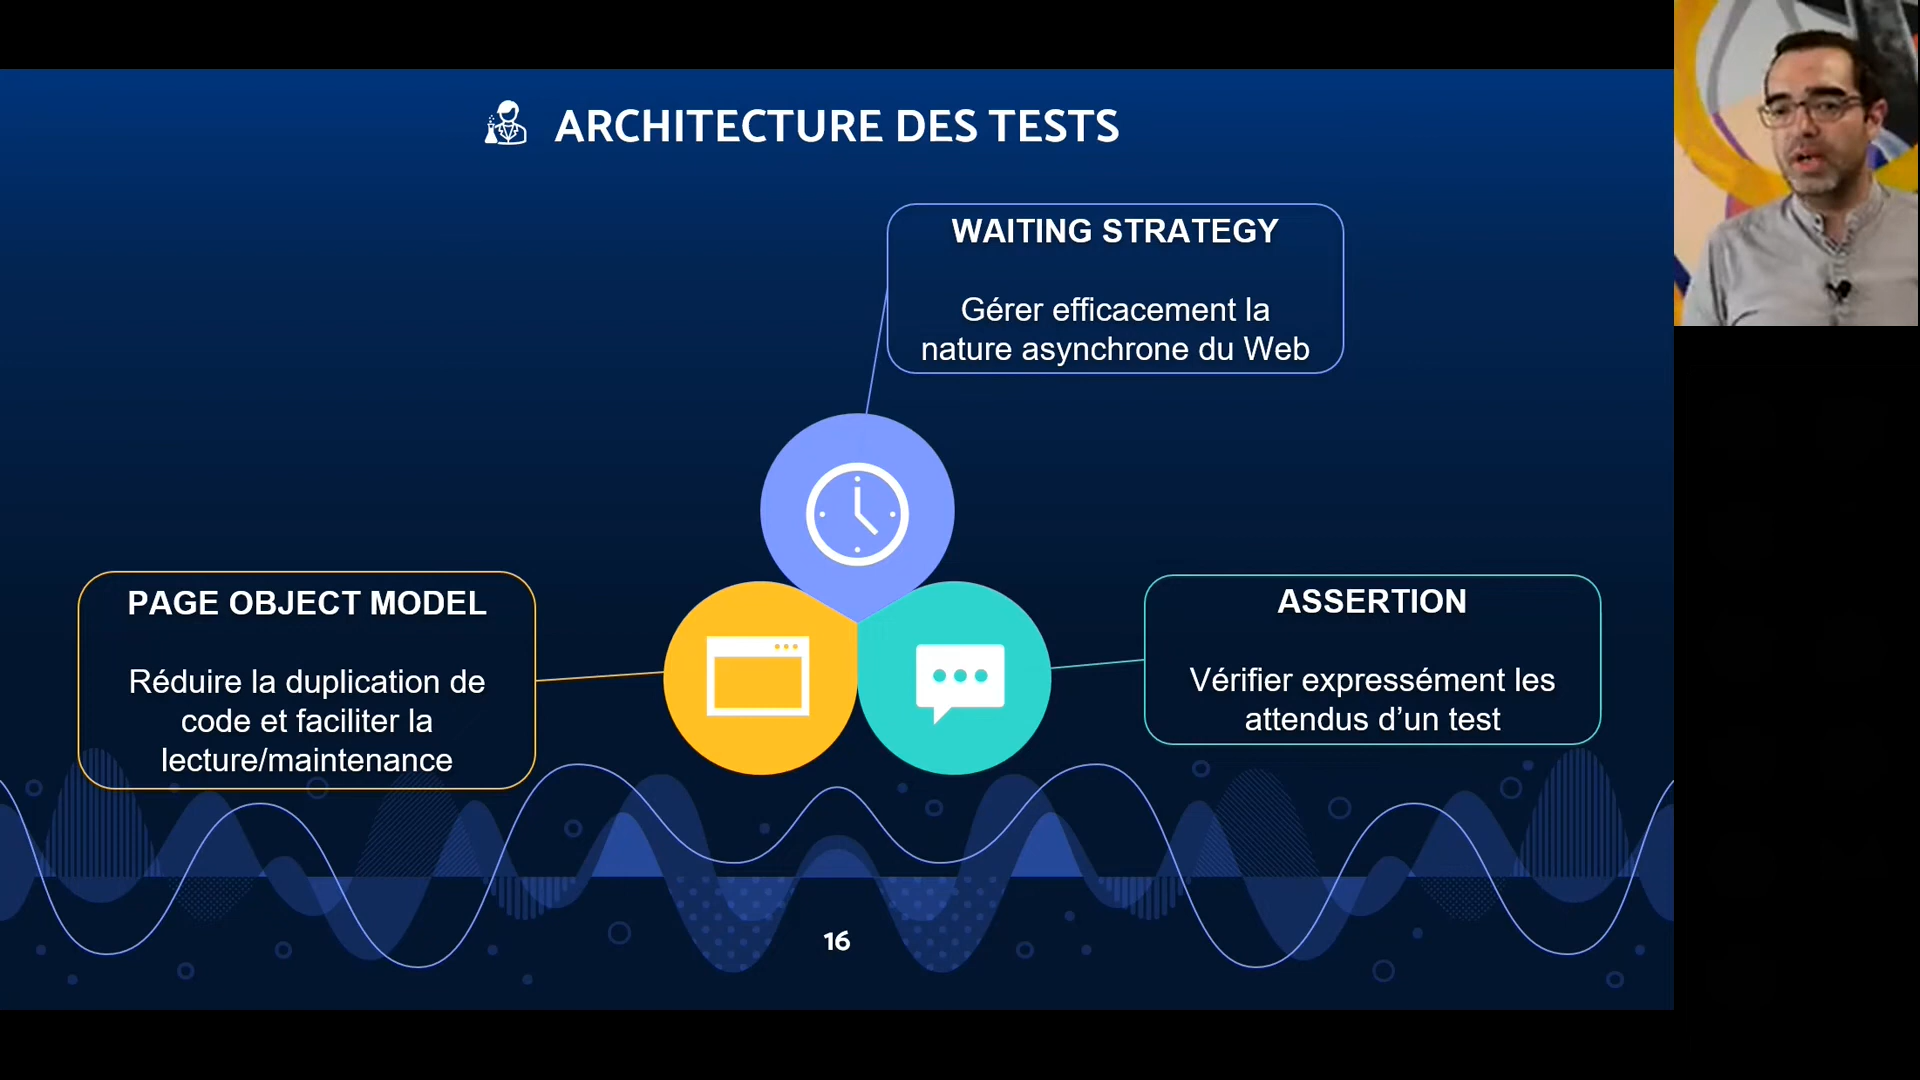 ARCHITECTURE DES TESTS
WAITING STRATEGY
Gérer efficacement la
nature asynchrone du Web
PAGE OBJECT MODEL
Réduire la duplication de
code et faciliter la
lecture/maintenance
ASSERTION
Vérifier expressément les
attendus d’un test
16